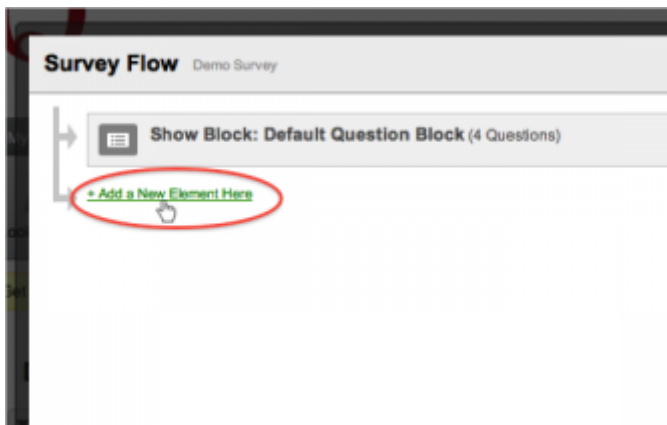 Survey Flow Demo Survey
Show Block: Default Question Block (4 Questions)
+ Add a New Element Here